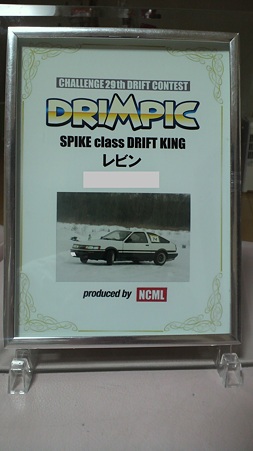 CHALLENGE 29th DRIFT CONTEST
DRIMPIC
SPIKE class DRIFT KING
レビン
produced by NCML